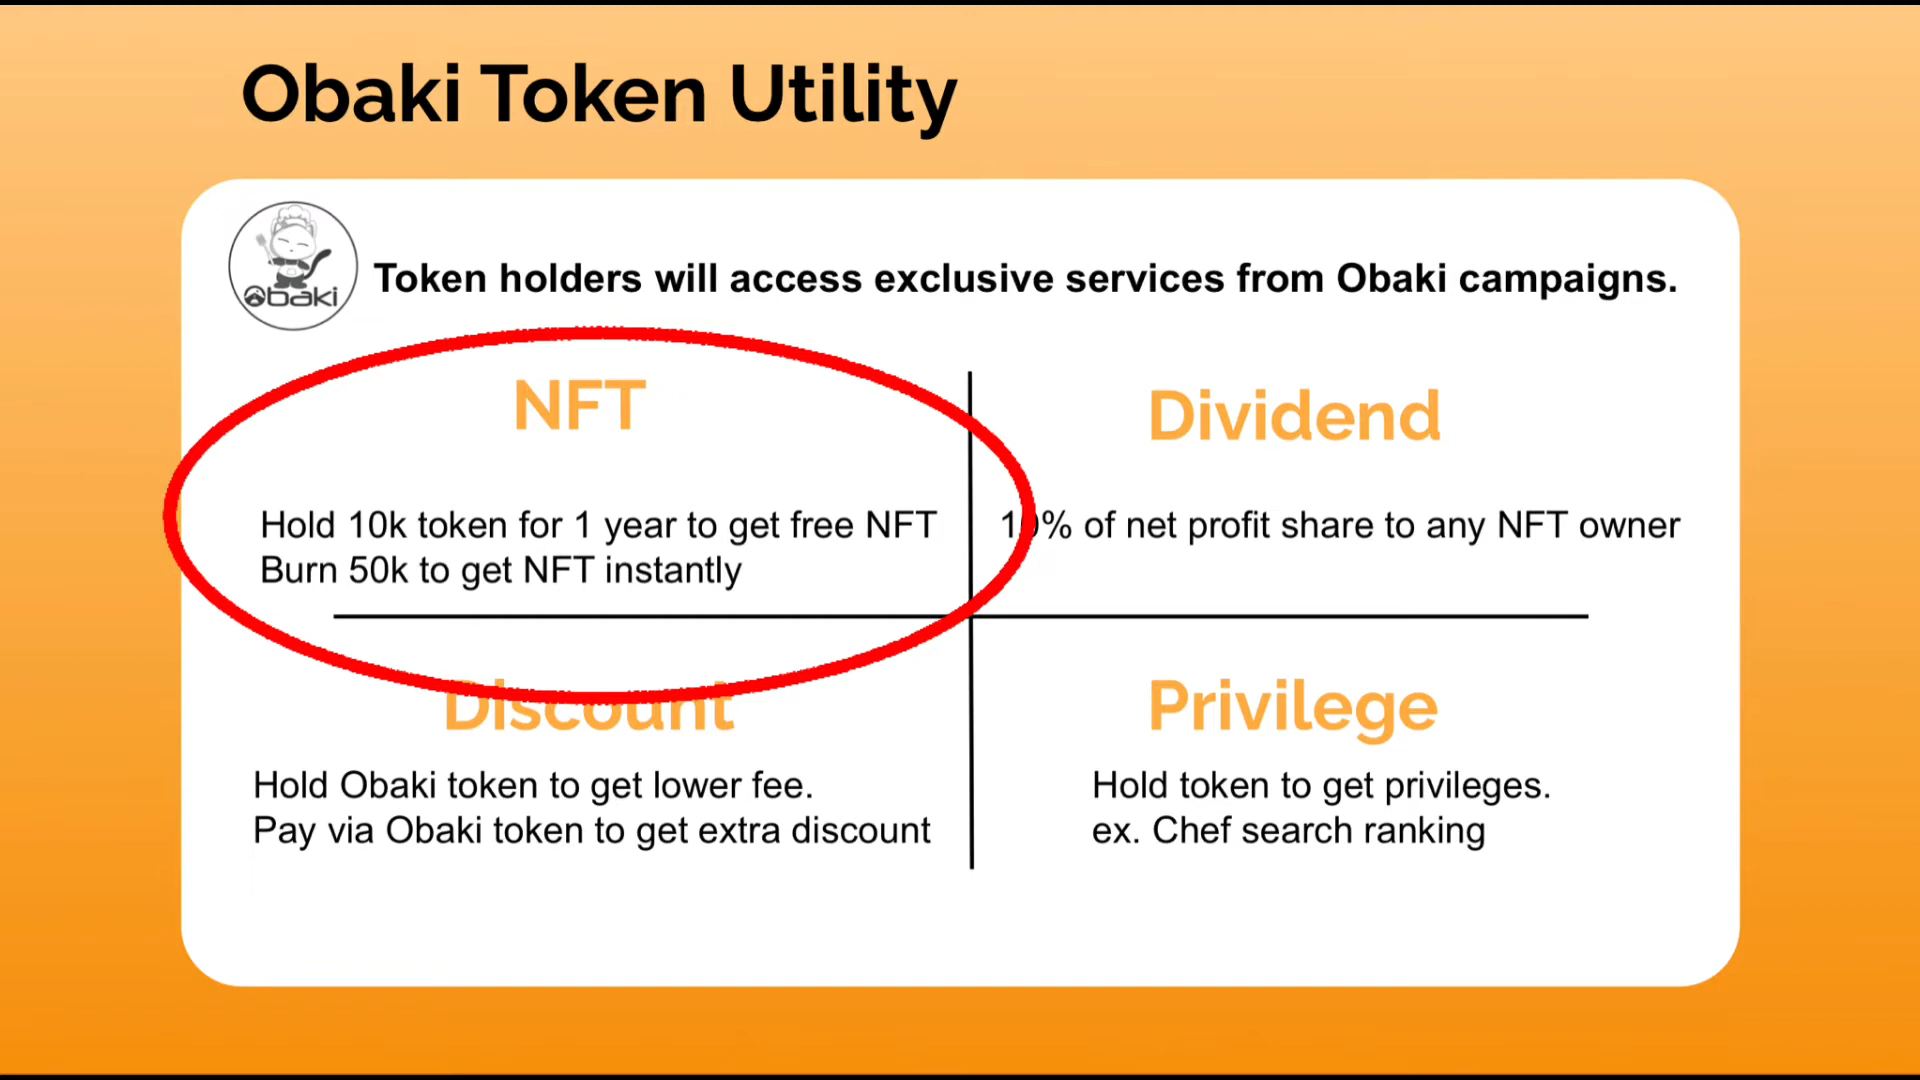 Obaki Token Utility
Obaki
Token holders will access exclusive services from Obaki campaigns.
NFT
Hold 10k token for 1 year to get free NFT
Burn 50k to get NFT instantly
Dividend
10% of net profit share to any NFT owner
Discount
Hold Obaki token to get lower fee.
Pay via Obaki token to get extra discount
Privilege
Hold token to get privileges.
ex. Chef search ranking